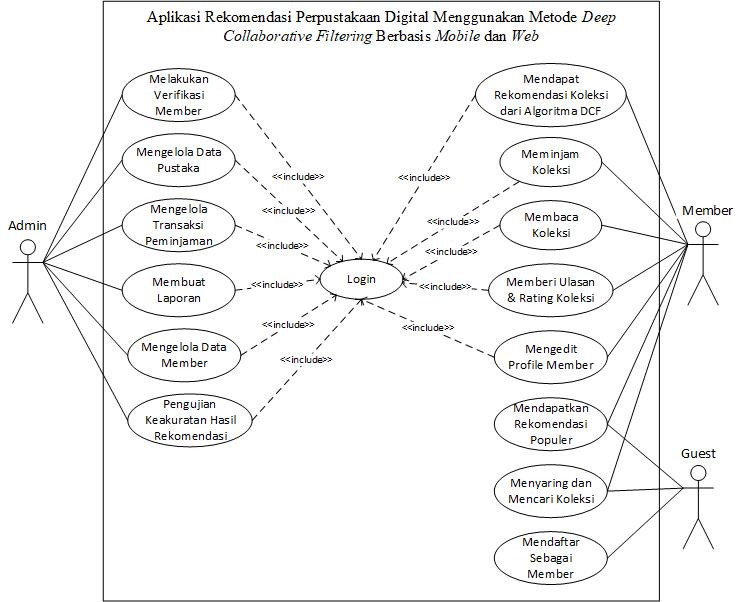 Aplikasi Rekomendasi Perpustakaan Digital Menggunakan Metode Deep
Collaborative Filtering Berbasis Mobile dan Web
Melakukan
Verifikasi
Member
Mengelola Data
Pustaka
Mengelola
Transaksi
Peminjaman
Membuat
Laporan
Mengelola Data
Member
Pengujian
Keakuratan Hasil
Rekomendasi
Admin
<<include>>
<<include>>
<<include>>
<<include>>
<<include>>
<<include>>
Login
<<include>>
<<include>>
<<include>>
<<include>>
<<include>>
Mendapat
Rekomendasi Koleksi
dari Algoritma DCF
Meminjam
Koleksi
Membaca
Koleksi
Memberi Ulasan
& Rating Koleksi
Mengedit
Profile Member
Mendapatkan
Rekomendasi
Populer
Menyaring dan
Mencari Koleksi
Mendaftar
Sebagai
Member
Member
Guest